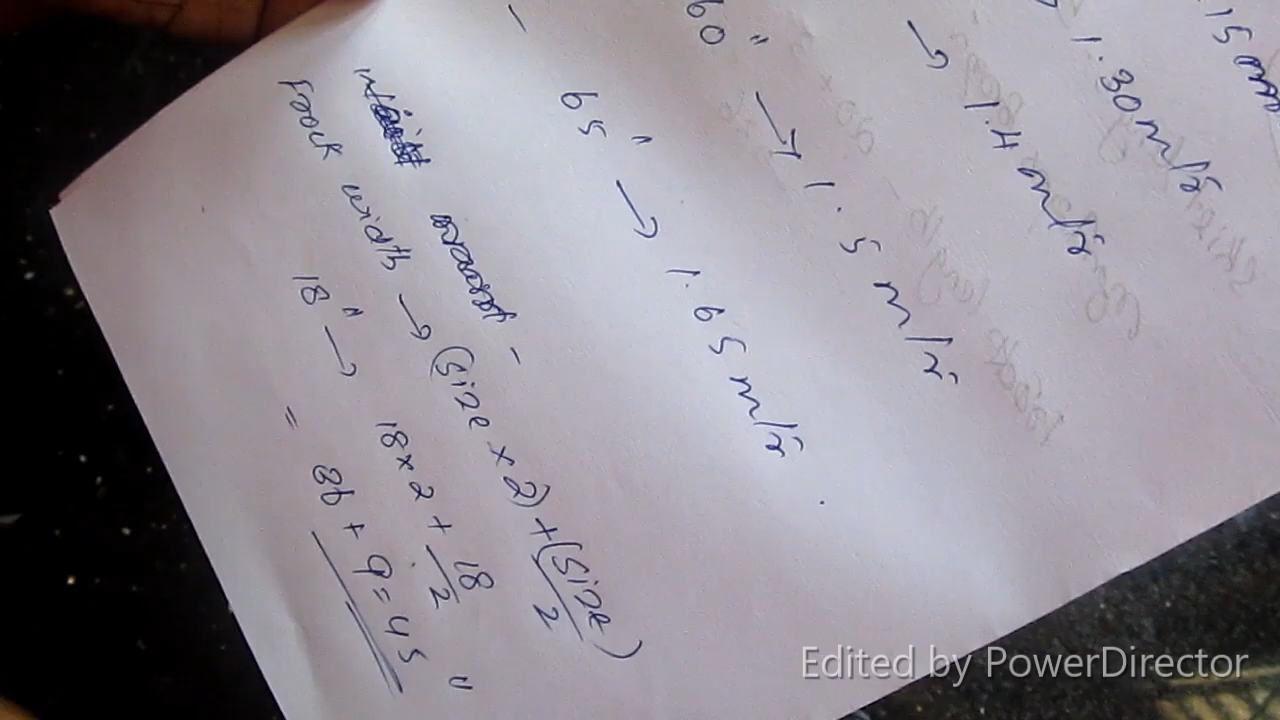 15 mm
1.30 m/r
→ 1.4 m/r
60 " → 1.5 m/r
65 " → 1.65 m/r.
Frock width → (size × 2) + (size/2)
18 " → 18×2 + 18/2
= 36 + 9 = 45 "
Edited by PowerDirector